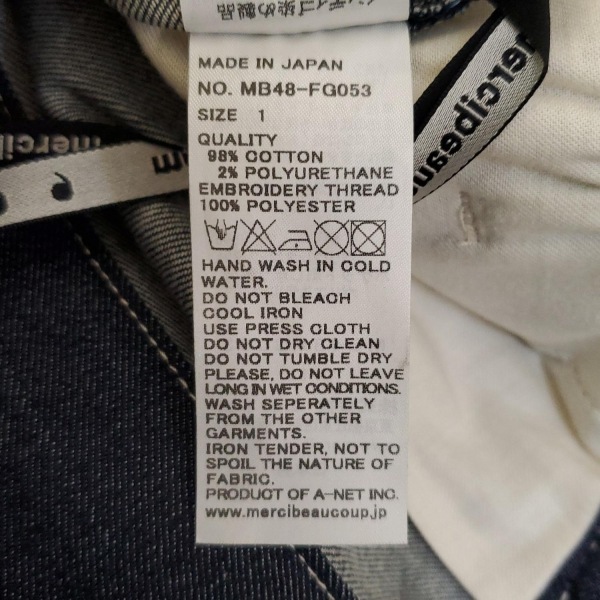 MADE IN JAPAN
NO. MB48-FG053
SIZE 1
QUALITY
98% COTTON
2% POLYURETHANE
EMBROIDERY THREAD
100% POLYESTER
HAND WASH IN COLD
WATER.
DO NOT BLEACH
COOL IRON
USE PRESS CLOTH
DO NOT DRY CLEAN
DO NOT TUMBLE DRY
PLEASE, DO NOT LEAVE
LONG IN WET CONDITIONS.
WASH SEPERATELY
FROM THE OTHER
GARMENTS.
IRON TENDER, NOT TO
SPOIL THE NATURE OF
FABRIC.
PRODUCT OF A-NET INC.
www.mercibeaucoup.jp
mercibeau